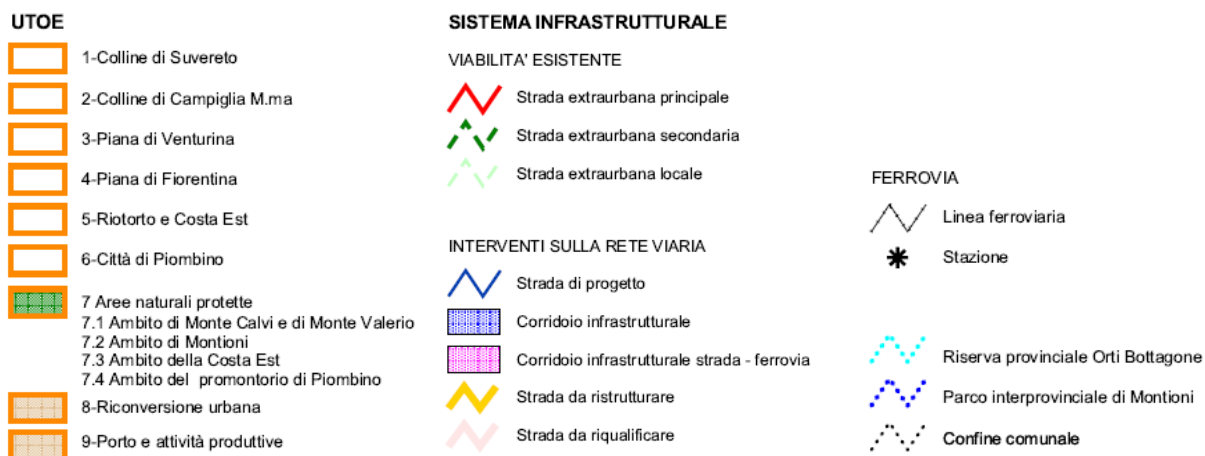 UTOE
1-Colline di Suvereto
2-Colline di Campiglia M.ma
3-Piana di Venturina
4-Piana di Fiorentina
5-Riotorto e Costa Est
6-Città di Piombino
7 Aree naturali protette
7.1 Ambito di Monte Calvi e di Monte Valerio
7.2 Ambito di Montioni
7.3 Ambito della Costa Est
7.4 Ambito del promontorio di Piombino
8-Riconversione urbana
9-Porto e attività produttive
SISTEMA INFRASTRUTTURALE
VIABILITA' ESISTENTE
Strada extraurbana principale
Strada extraurbana secondaria
Strada extraurbana locale
INTERVENTI SULLA RETE VIARIA
Strada di progetto
Corridoio infrastrutturale
Corridoio infrastrutturale strada - ferrovia
Strada da ristrutturare
Strada da riqualificare
FERROVIA
Linea ferroviaria
Stazione
Riserva provinciale Orti Bottagone
Parco interprovinciale di Montioni
Confine comunale